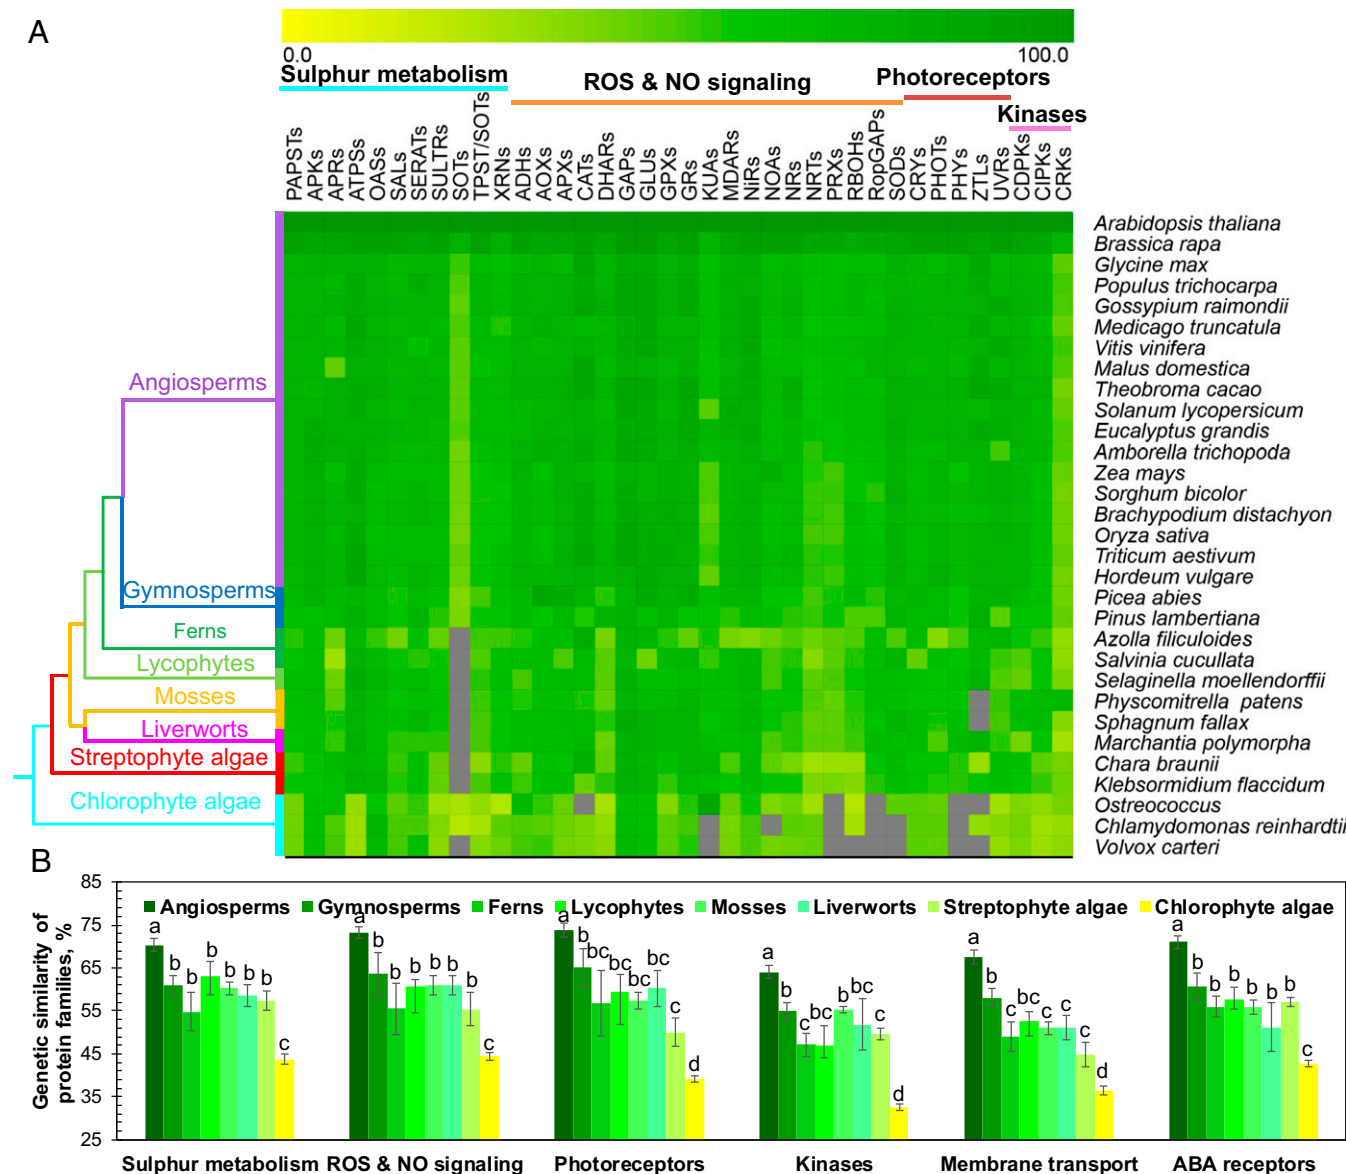 A
0.0 100.0
Sulphur metabolism
ROS & NO signaling
Photoreceptors
Kinases
PAPSTs
APKs
APRs
ATPSs
OASs
SALs
SERATs
SULTRs
SOTs
TPST/SOTs
XRNs
ADHs
AOXs
APXs
CATs
DHARs
GAPs
GLUs
GPXs
GRs
KUAs
MDARs
NiRs
NOAs
NRs
NRTs
PRXs
RBOHs
RopGAPs
SODs
CRYs
PHOTs
PHYs
ZTLs
UVRs
CDPKs
CIPKs
CRKs
Arabidopsis thaliana
Brassica rapa
Glycine max
Populus trichocarpa
Gossypium raimondii
Medicago truncatula
Vitis vinifera
Malus domestica
Theobroma cacao
Solanum lycopersicum
Eucalyptus grandis
Amborella trichopoda
Zea mays
Sorghum bicolor
Brachypodium distachyon
Oryza sativa
Triticum aestivum
Hordeum vulgare
Picea abies
Pinus lambertiana
Azolla filiculoides
Salvinia cucullata
Selaginella moellendorffii
Physcomitrella patens
Sphagnum fallax
Marchantia polymorpha
Chara braunii
Klebsormidium flaccidum
Ostreococcus
Chlamydomonas reinhardtii
Volvox carteri
Angiosperms
Gymnosperms
Ferns
Lycophytes
Mosses
Liverworts
Streptophyte algae
Chlorophyte algae
B
Genetic similarity of
protein families, %
85
75
65
55
45
35
25
Angiosperms Gymnosperms Ferns Lycophytes Mosses Liverworts Streptophyte algae Chlorophyte algae
a b b b b b b c
a b b b b b b c
a b bc bc bc bc c d
a b c bc b bc c d
a b c bc c c c d
a b b b b b b c
Sulphur metabolism ROS & NO signaling Photoreceptors Kinases Membrane transport ABA receptors